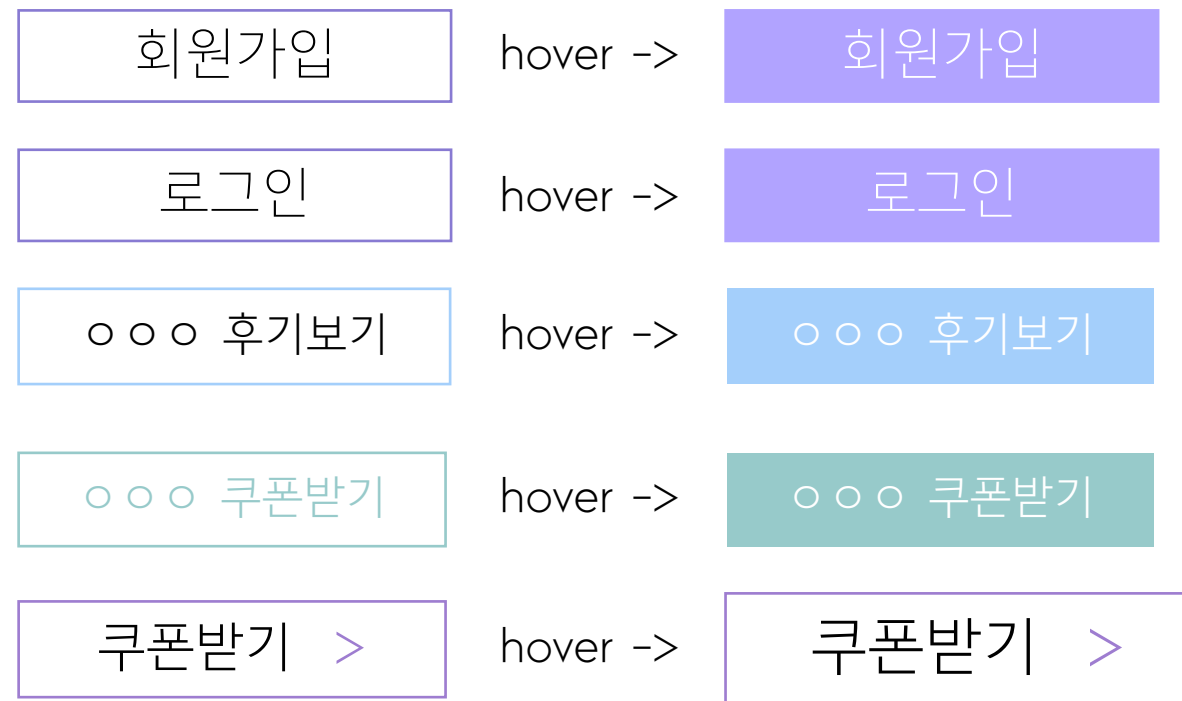 회원가입 hover -> 회원가입
로그인 hover -> 로그인
ㅇㅇㅇ 후기보기 hover -> ㅇㅇㅇ 후기보기
ㅇㅇㅇ 쿠폰받기 hover -> ㅇㅇㅇ 쿠폰받기
쿠폰받기 > hover -> 쿠폰받기 >